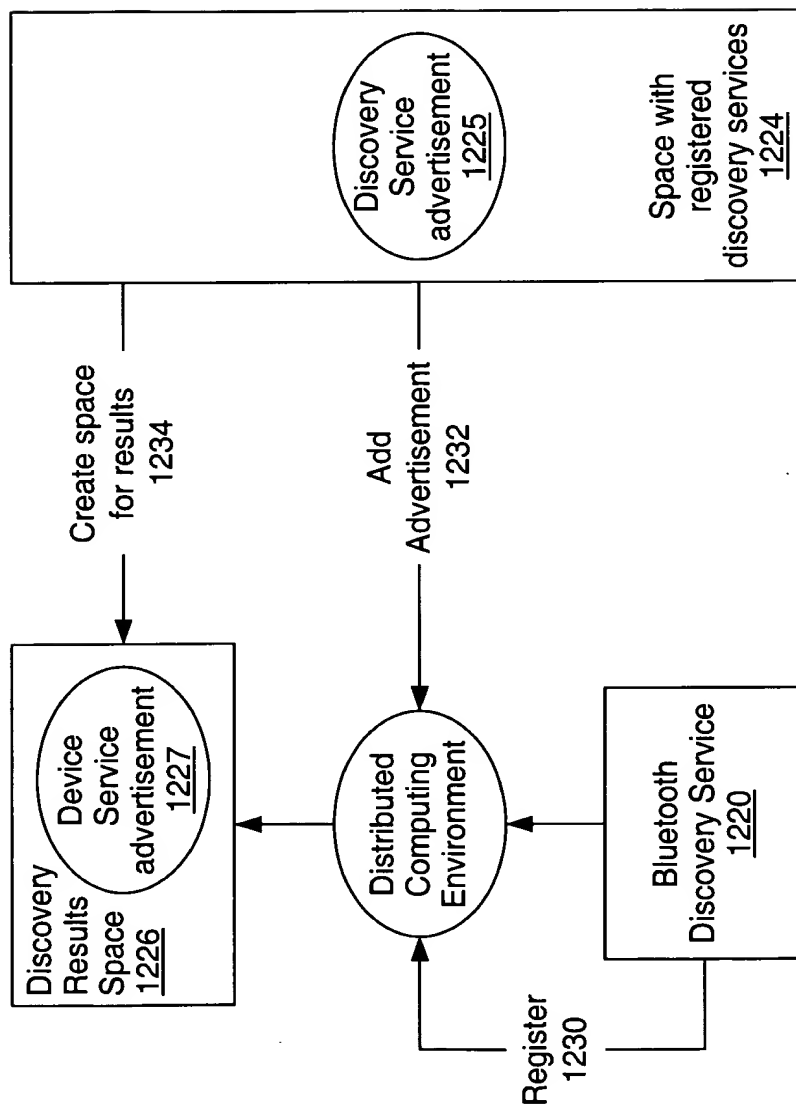 Discovery
Results
Space
1226
Device
Service
advertisement
1227
Create space
for results
1234
Discovery
Service
advertisement
1225
Distributed
Computing
Environment
Add
Advertisement
1232
Register
1230
Bluetooth
Discovery Service
1220
Space with
registered
discovery services
1224